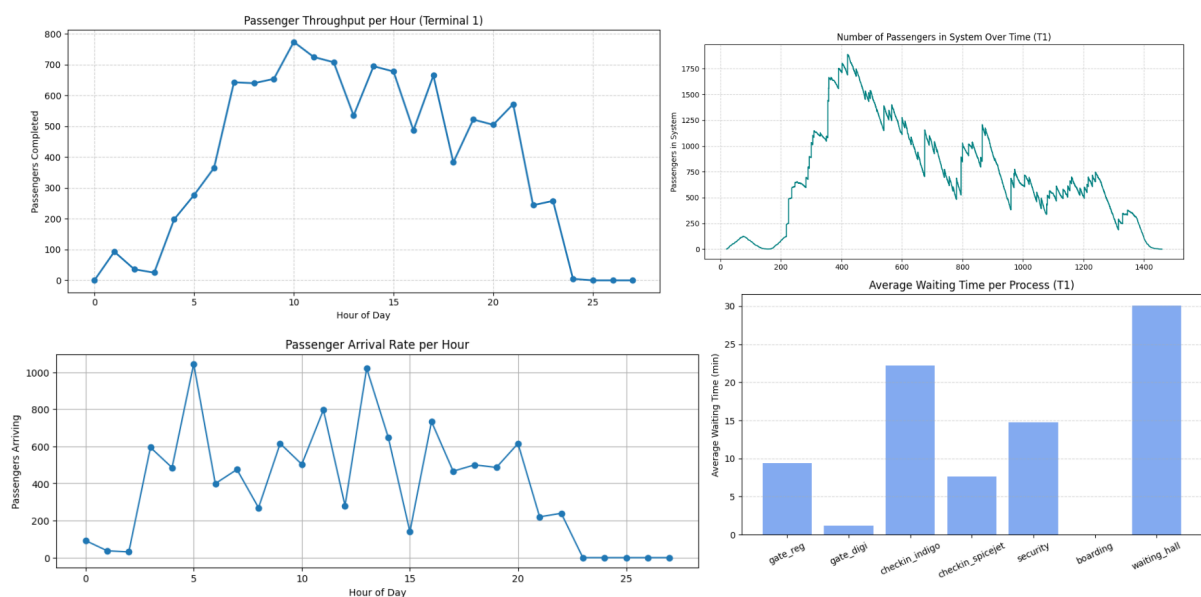 Passenger Throughput per Hour (Terminal 1)
Passengers Completed
800
700
600
500
400
300
200
100
0
0 5 10 15 20 25
Hour of Day
Number of Passengers in System Over Time (T1)
Passengers in System
1750
1500
1250
1000
750
500
250
0
0 200 400 600 800 1000 1200 1400
Passenger Arrival Rate per Hour
Passengers Arriving
1000
800
600
400
200
0
0 5 10 15 20 25
Hour of Day
Average Waiting Time per Process (T1)
Average Waiting Time (min)
30
25
20
15
10
5
0
gate_reg gate_digi checkin_indigo checkin_spicejet security boarding waiting_hall